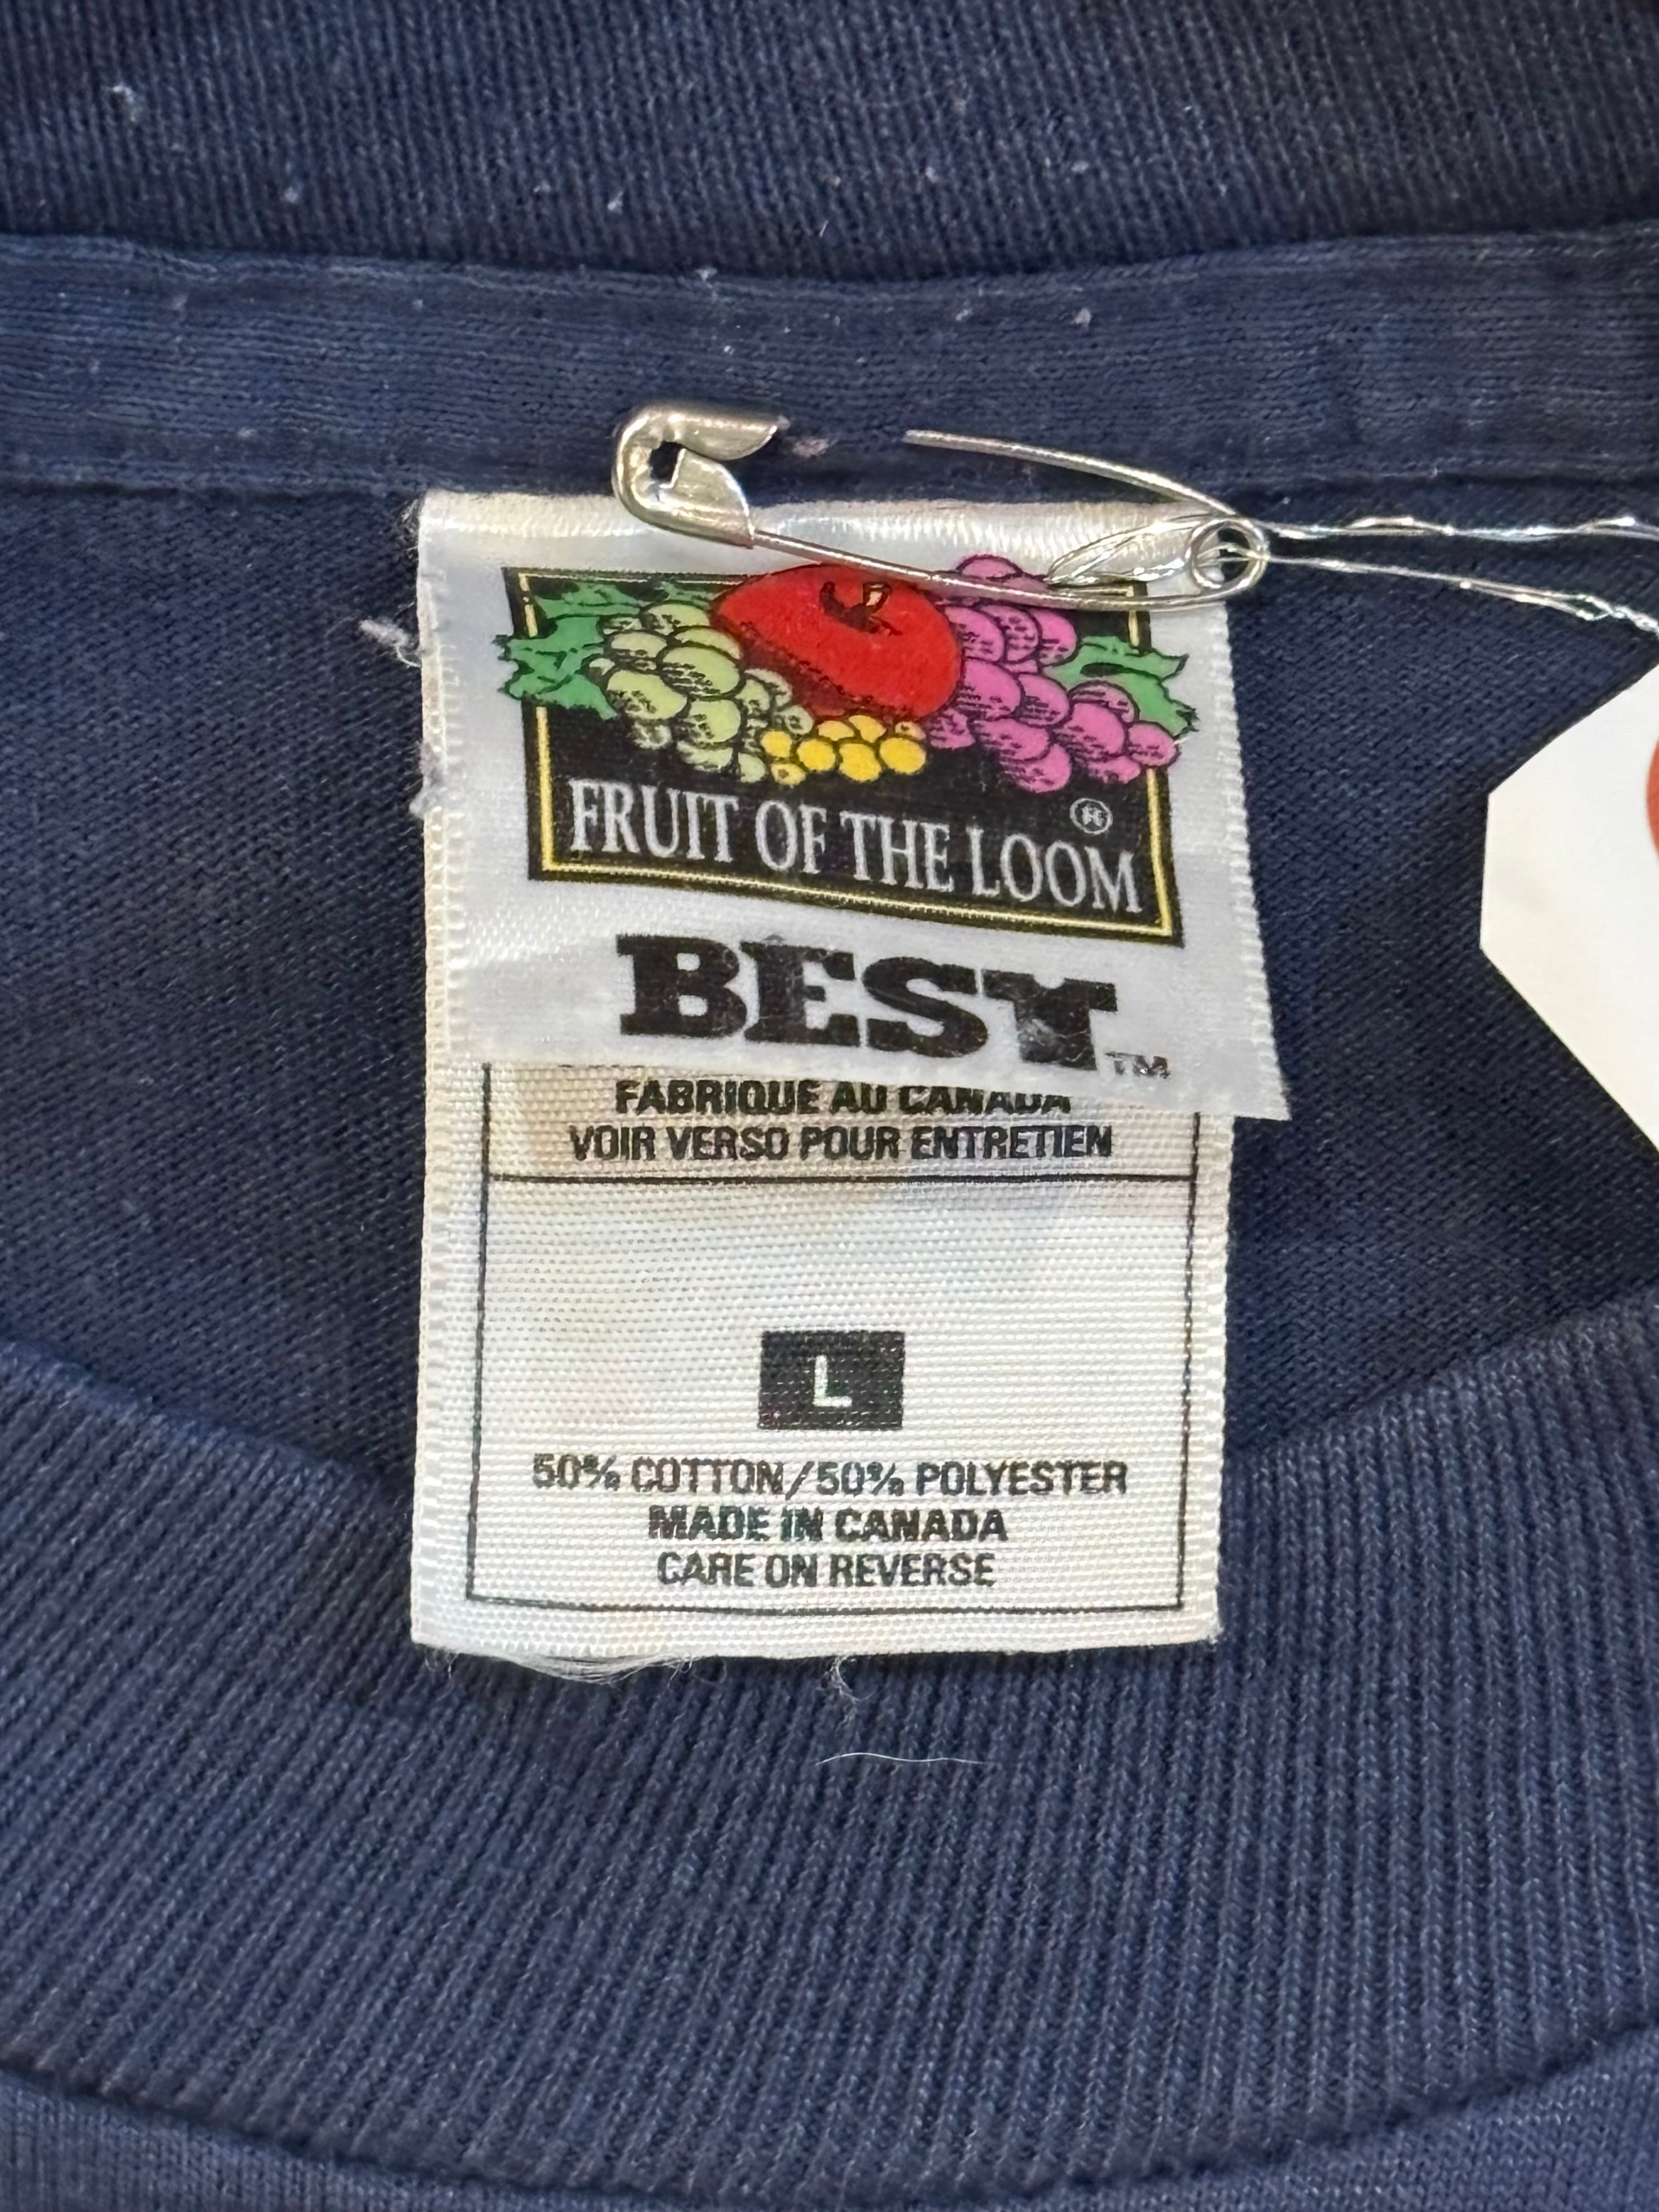 FRUIT OF THE LOOM®
BEST™
FABRIQUE AU CANADA
VOIR VERSO POUR ENTRETIEN
L
50% COTTON/50% POLYESTER
MADE IN CANADA
CARE ON REVERSE